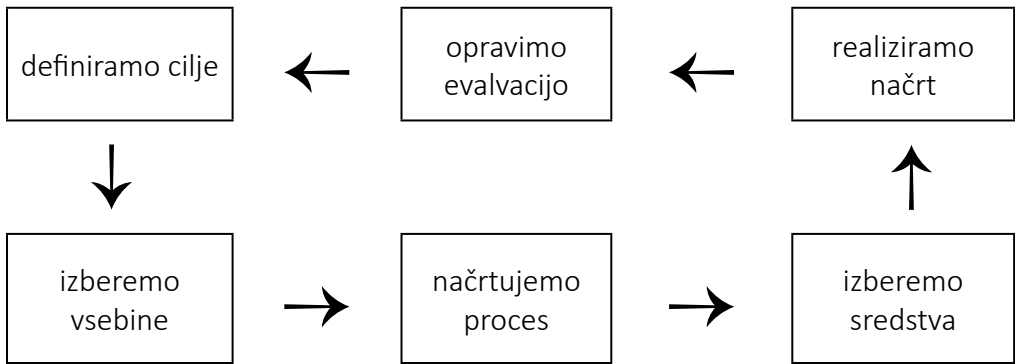 definiramo cilje
opravimo
evalvacijo
realiziramo
načrt
izberemo
vsebine
načrtujemo
proces
izberemo
sredstva